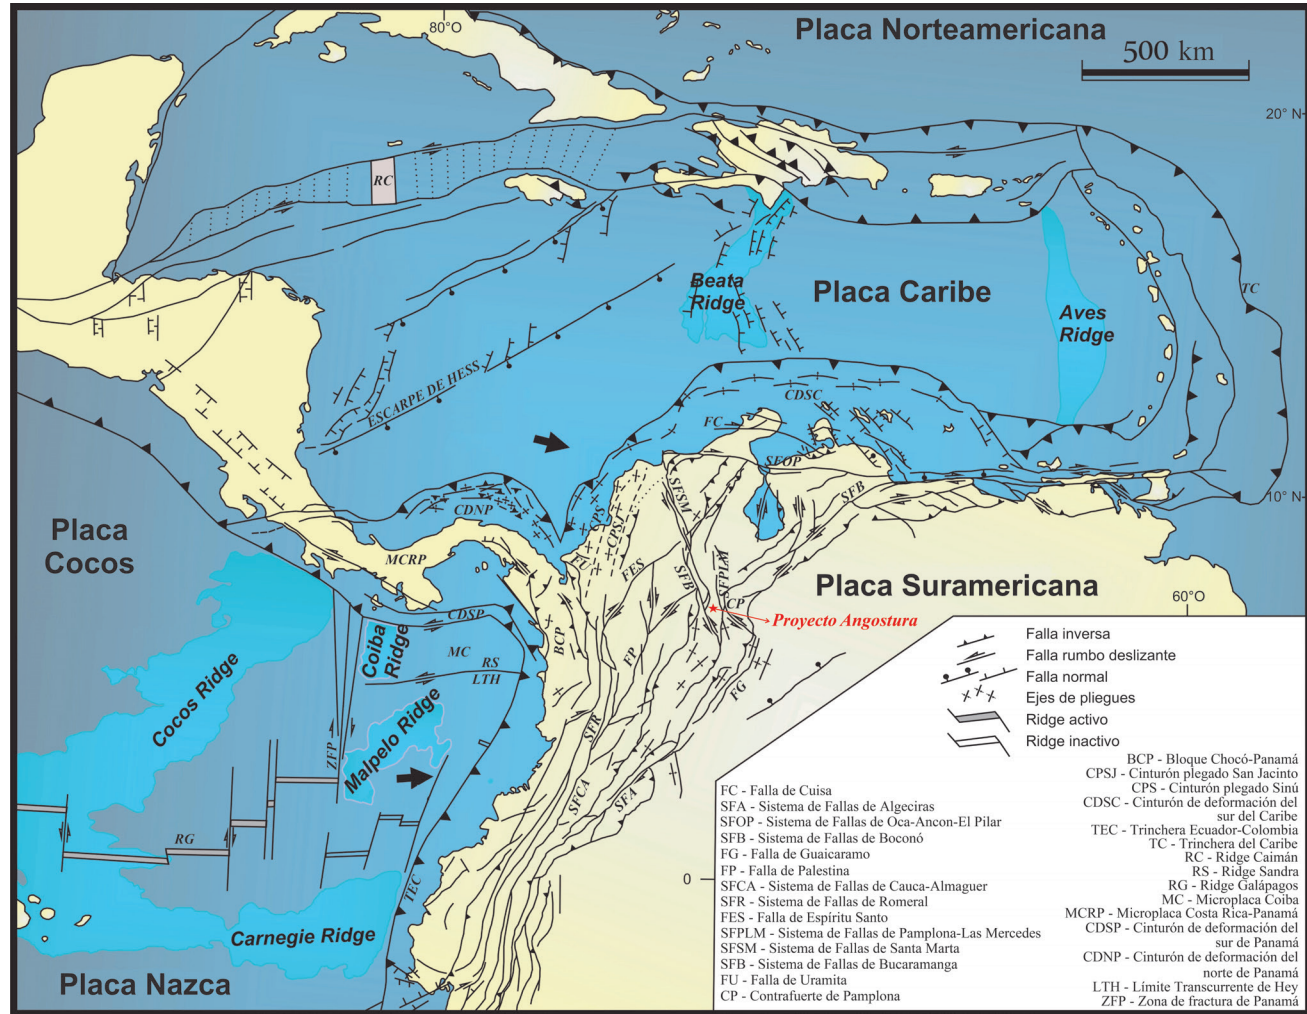 Placa Norteamericana
80°O
500 km
20° N
RC
TC
Beata
Ridge
Placa Caribe
Aves
Ridge
ESCARPE DE HESS
CDSC
FC
SFOP
SFSM
SFB
10° N
CDNP
CPS
CPSJ
FU
FES
SFB
SFPLM
CP
Placa
Cocos
MCRP
Placa Suramericana
60°O
Proyecto Angostura
CDSP
Coiba
Ridge
MC
RS
LTH
BCP
FP
FG
Cocos Ridge
Malpelo Ridge
ZFP
SFR
SFCA
SFA
RG
TEC
0
Carnegie Ridge
Placa Nazca
Falla inversa
Falla rumbo deslizante
Falla normal
Ejes de pliegues
Ridge activo
Ridge inactivo
FC - Falla de Cuisa
SFA - Sistema de Fallas de Algeciras
SFOP - Sistema de Fallas de Oca-Ancon-El Pilar
SFB - Sistema de Fallas de Boconó
FG - Falla de Guaicaramo
FP - Falla de Palestina
SFCA - Sistema de Fallas de Cauca-Almaguer
SFR - Sistema de Fallas de Romeral
FES - Falla de Espíritu Santo
SFPLM - Sistema de Fallas de Pamplona-Las Mercedes
SFSM - Sistema de Fallas de Santa Marta
SFB - Sistema de Fallas de Bucaramanga
FU - Falla de Uramita
CP - Contrafuerte de Pamplona
BCP - Bloque Chocó-Panamá
CPSJ - Cinturón plegado San Jacinto
CPS - Cinturón plegado Sinú
CDSC - Cinturón de deformación del
sur del Caribe
TEC - Trinchera Ecuador-Colombia
TC - Trinchera del Caribe
RC - Ridge Caimán
RS - Ridge Sandra
RG - Ridge Galápagos
MC - Microplaca Coiba
MCRP - Microplaca Costa Rica-Panamá
CDSP - Cinturón de deformación del
sur de Panamá
CDNP - Cinturón de deformación del
norte de Panamá
LTH - Límite Transcurrente de Hey
ZFP - Zona de fractura de Panamá